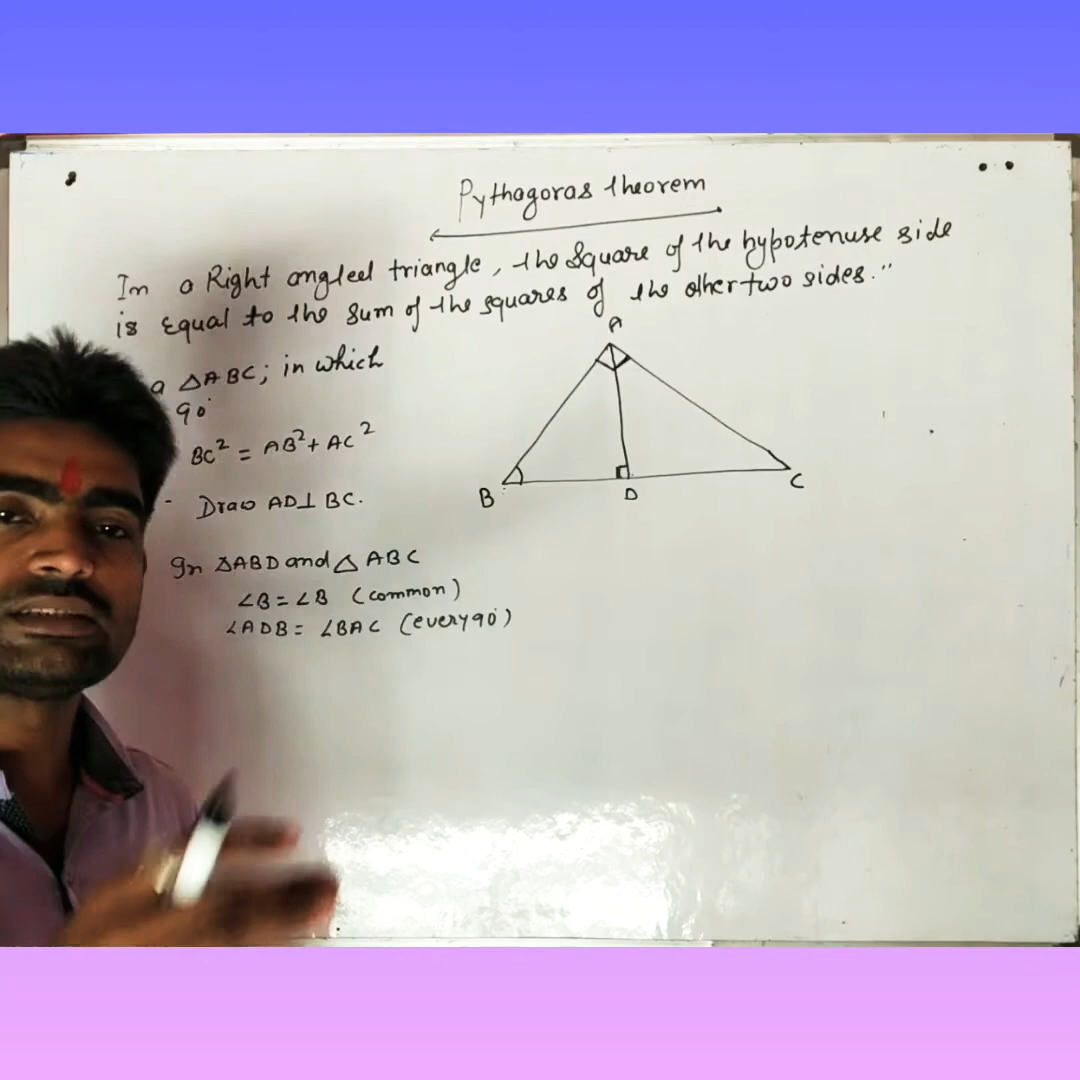 Pythagoras theorem
In a Right angled triangle, the square of the hypotenuse side
is equal to the sum of the squares of the other two sides."
a △ABC; in which
90°
BC² = AB² + AC²
- Draw AD⊥BC.
In △ABD and △ABC
∠B = ∠B (common)
∠ADB = ∠BAC (every 90°)
A
B
D
C